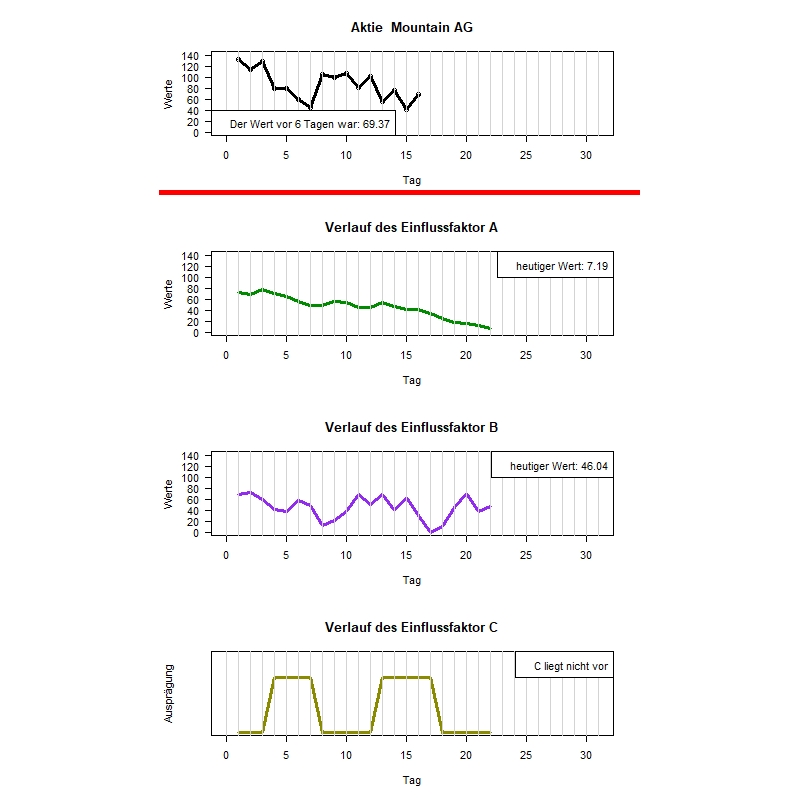 Aktie  Mountain AG
Werte
140
120
100
80
60
40
20
0
Der Wert vor 6 Tagen war: 69.37
0 5 10 15 20 25 30
Tag
Verlauf des Einflussfaktor A
Werte
140
120
100
80
60
40
20
0
heutiger Wert: 7.19
0 5 10 15 20 25 30
Tag
Verlauf des Einflussfaktor B
Werte
140
120
100
80
60
40
20
0
heutiger Wert: 46.04
0 5 10 15 20 25 30
Tag
Verlauf des Einflussfaktor C
Ausprägung
C liegt nicht vor
0 5 10 15 20 25 30
Tag